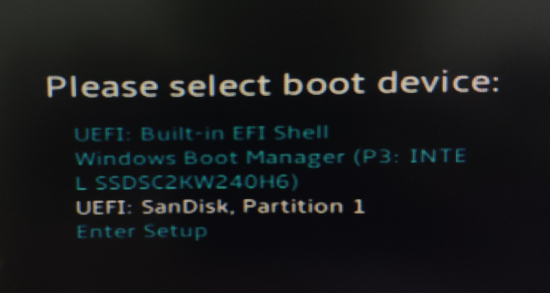 Please select boot device:
UEFI: Built-in EFI Shell
Windows Boot Manager (P3: INTE
L SSDSC2KW240H6)
UEFI: SanDisk, Partition 1
Enter Setup